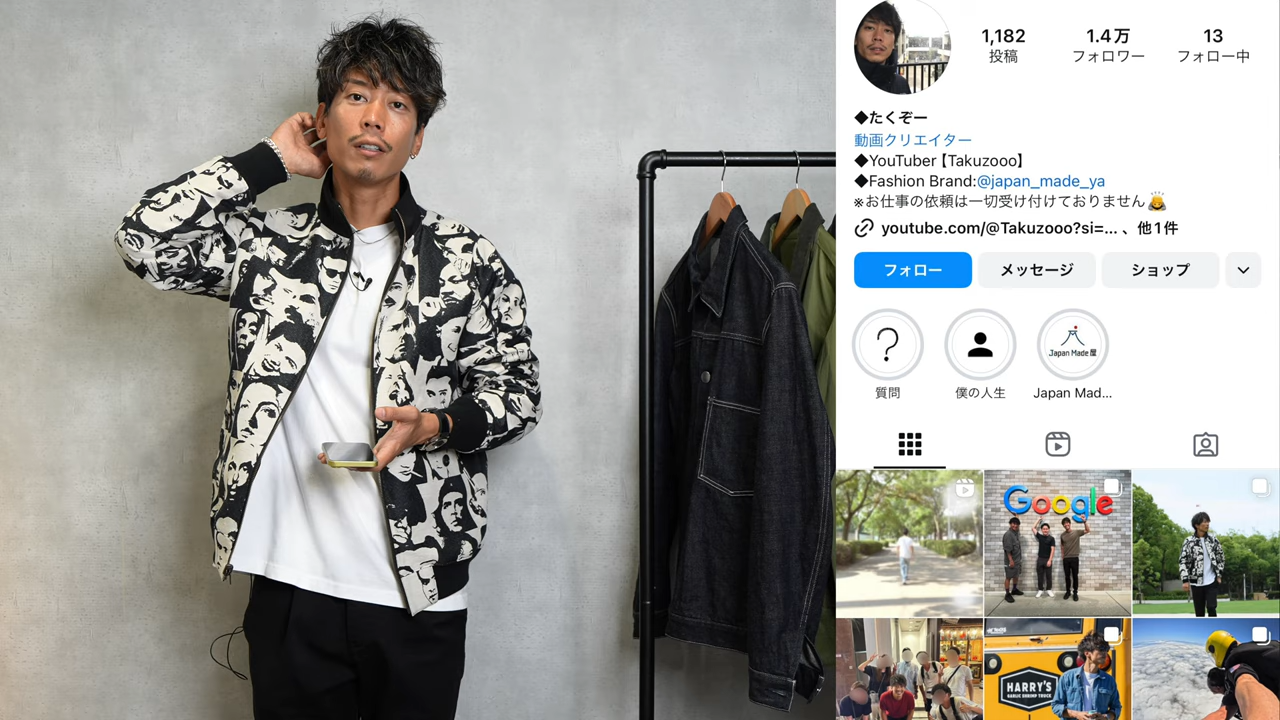 1,182
投稿
1.4万
フォロワー
13
フォロー中
◆たくぞー
動画クリエイター
◆YouTuber【Takuzooo】
◆Fashion Brand:@japan_made_ya
※お仕事の依頼は一切受け付けておりません🙇
youtube.com/@Takuzooo?si=... 、他1件
フォロー
メッセージ
ショップ
?
Japan Made 屋
質問
僕の人生
Japan Mad...
Google
HARRY'S
GARLIC SHRIMP TRUCK